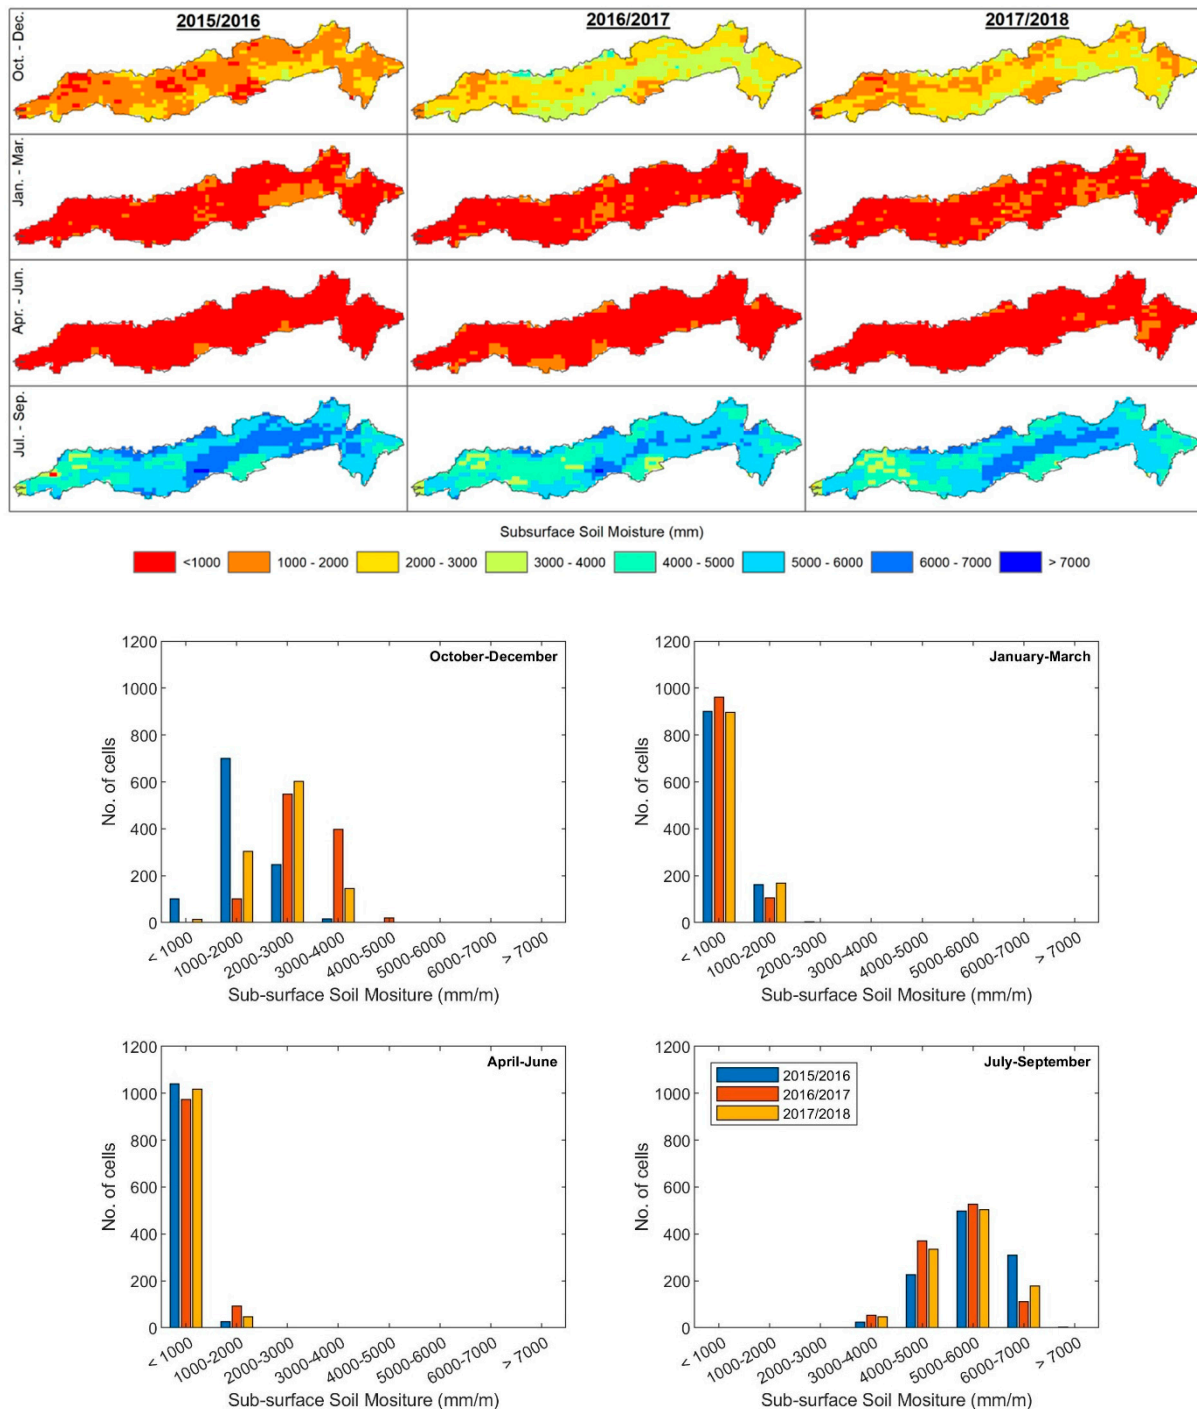 2015/2016 2016/2017 2017/2018
Oct. - Dec.
Jan. - Mar.
Apr. - Jun.
Jul. - Sep.
Subsurface Soil Moisture (mm)
<1000 1000 - 2000 2000 - 3000 3000 - 4000 4000 - 5000 5000 - 6000 6000 - 7000 > 7000
October-December
No. of cells
1200
1000
800
600
400
200
0
< 1000 1000-2000 2000-3000 3000-4000 4000-5000 5000-6000 6000-7000 > 7000
Sub-surface Soil Mositure (mm/m)
January-March
No. of cells
1200
1000
800
600
400
200
0
< 1000 1000-2000 2000-3000 3000-4000 4000-5000 5000-6000 6000-7000 > 7000
Sub-surface Soil Mositure (mm/m)
April-June
No. of cells
1200
1000
800
600
400
200
0
< 1000 1000-2000 2000-3000 3000-4000 4000-5000 5000-6000 6000-7000 > 7000
Sub-surface Soil Mositure (mm/m)
July-September
2015/2016
2016/2017
2017/2018
No. of cells
1200
1000
800
600
400
200
0
< 1000 1000-2000 2000-3000 3000-4000 4000-5000 5000-6000 6000-7000 > 7000
Sub-surface Soil Mositure (mm/m)